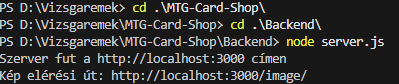 PS D:\Vizsgaremek> cd .\MTG-Card-Shop\
PS D:\Vizsgaremek\MTG-Card-Shop> cd .\Backend\
PS D:\Vizsgaremek\MTG-Card-Shop\Backend> node server.js
Szerver fut a http://localhost:3000 címen
Kép elérési út: http://localhost:3000/image/